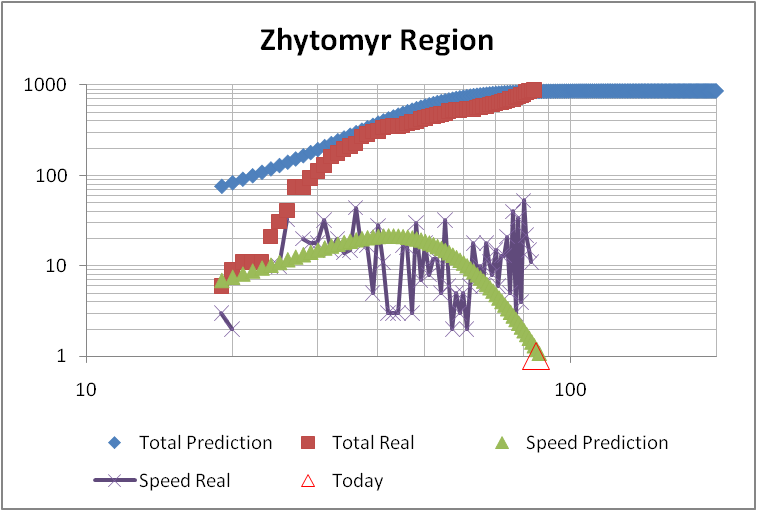 Zhytomyr Region
1000
100
10
1
10 100
Total Prediction Total Real Speed Prediction
Speed Real Today